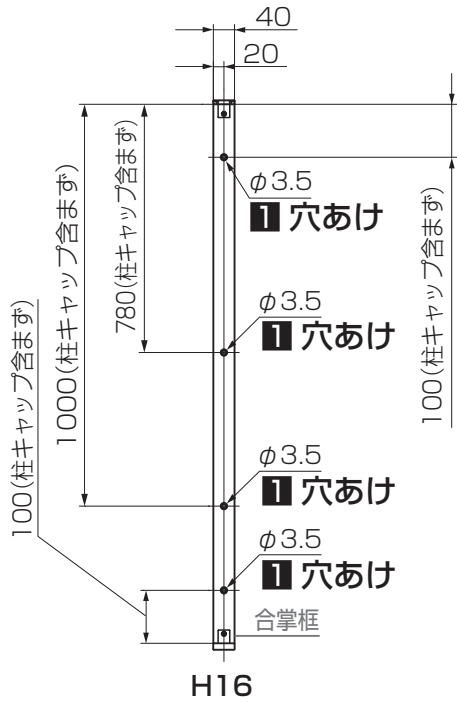 40
20
φ3.5
1 穴あけ
780(柱キャップ含まず)
1000(柱キャップ含まず)
100(柱キャップ含まず)
φ3.5
1 穴あけ
100(柱キャップ含まず)
φ3.5
1 穴あけ
φ3.5
1 穴あけ
合掌框
H16